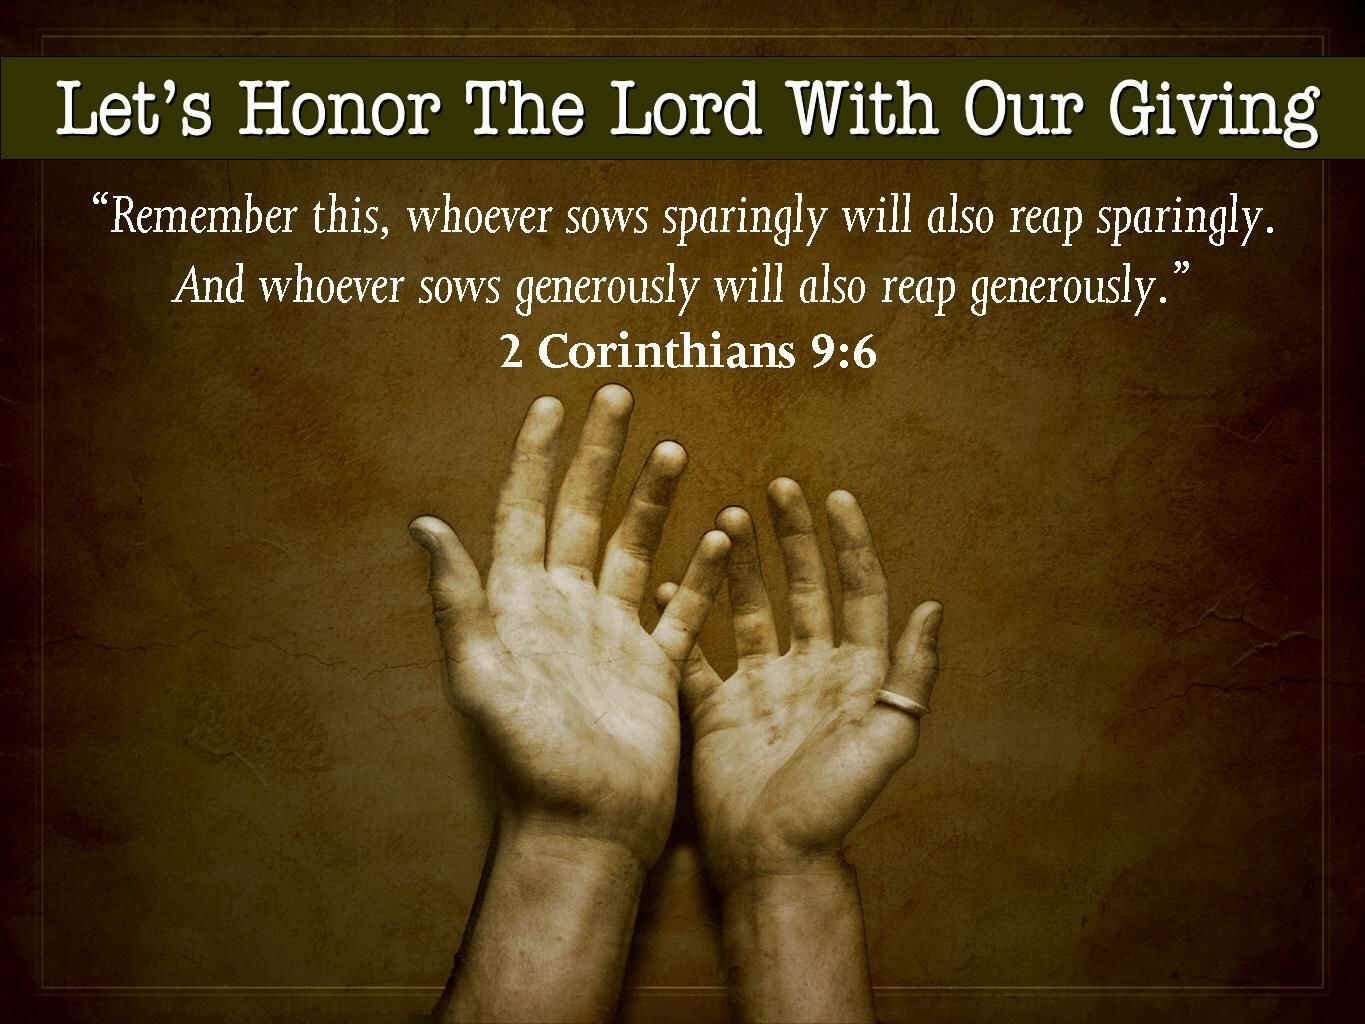 Let's Honor The Lord With Our Giving
“Remember this, whoever sows sparingly will also reap sparingly.
And whoever sows generously will also reap generously.”
2 Corinthians 9:6